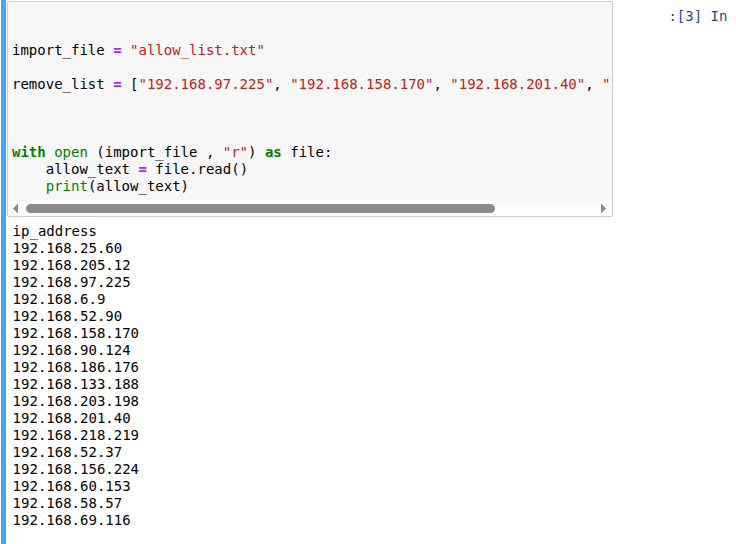 :[3] In
import_file = "allow_list.txt"
remove_list = ["192.168.97.225", "192.168.158.170", "192.168.201.40", "
with open (import_file , "r") as file:
    allow_text = file.read()
    print(allow_text)
ip_address
192.168.25.60
192.168.205.12
192.168.97.225
192.168.6.9
192.168.52.90
192.168.158.170
192.168.90.124
192.168.186.176
192.168.133.188
192.168.203.198
192.168.201.40
192.168.218.219
192.168.52.37
192.168.156.224
192.168.60.153
192.168.58.57
192.168.69.116